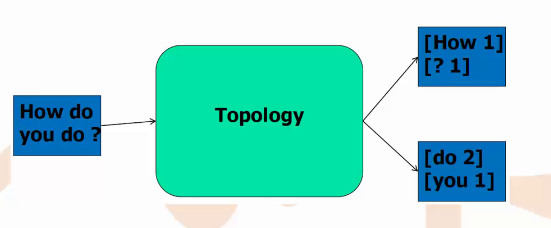 How do
you do ?
Topology
[How 1]
[? 1]
[do 2]
[you 1]